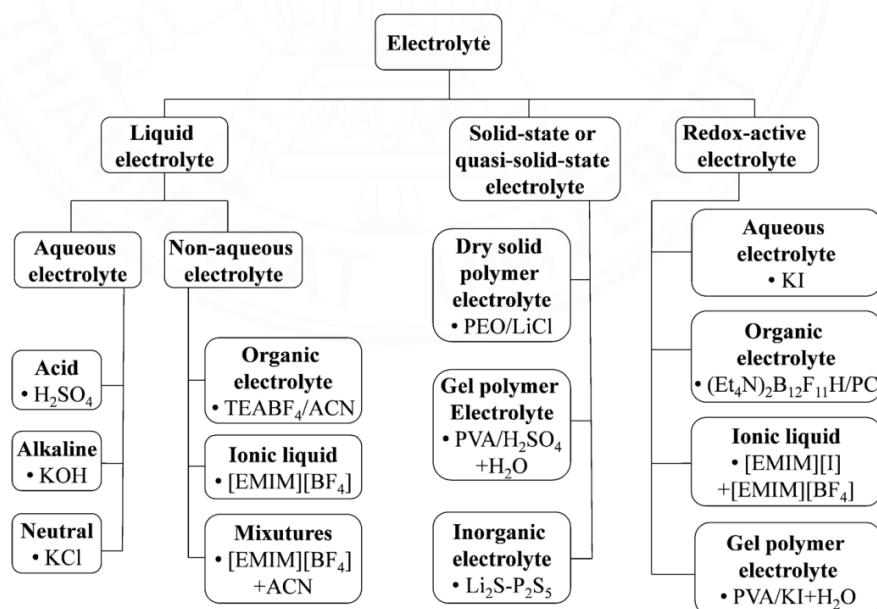 Electrolyte
Liquid
electrolyte
Solid-state or
quasi-solid-state
electrolyte
Redox-active
electrolyte
Aqueous
electrolyte
Non-aqueous
electrolyte
Acid
• H₂SO₄
Alkaline
• KOH
Neutral
• KCl
Organic
electrolyte
• TEABF₄/ACN
Ionic liquid
• [EMIM][BF₄]
Mixutures
• [EMIM][BF₄]
+ACN
Dry solid
polymer
electrolyte
• PEO/LiCl
Gel polymer
Electrolyte
• PVA/H₂SO₄
+H₂O
Inorganic
electrolyte
• Li₂S-P₂S₅
Aqueous
electrolyte
• KI
Organic
electrolyte
• (Et₄N)₂B₁₂F₁₁H/PC
Ionic liquid
• [EMIM][I]
+[EMIM][BF₄]
Gel polymer
electrolyte
• PVA/KI+H₂O